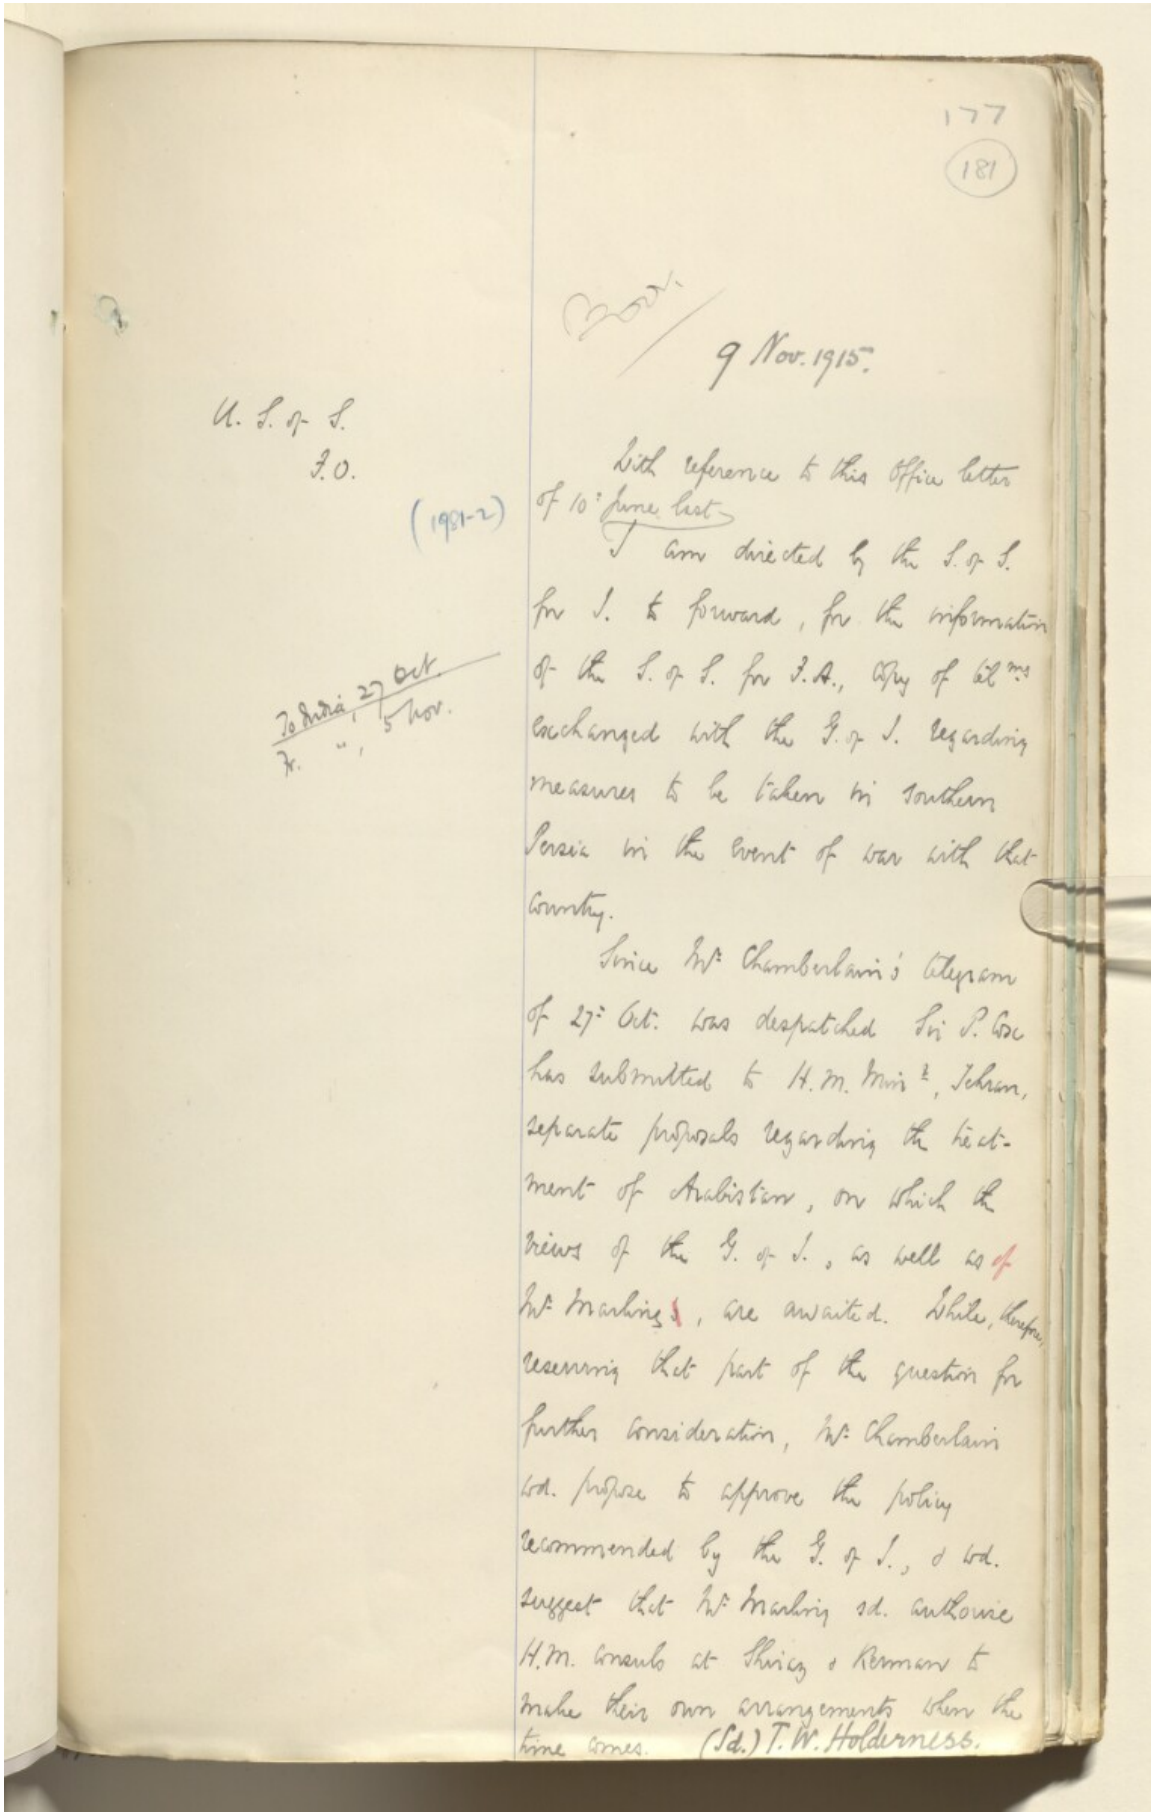 177
181
9 Nov. 1915.
U. S. of S.
F.O.
With reference to this Office letter
(1981-2)
of 10th June last
I am directed by the S. of S.
for I. to forward, for the information
of the S. of S. for F.A., copy of telms
To India, 27 Oct.
Fr. ", 5 Nov.
exchanged with the G. of I. regarding
measures to be taken in southern
Persia in the event of war with that
country.
Since Mr Chamberlain's telegram
of 27th Oct. was despatched Sir P. Cox
has submitted to H.M. Minr, Tehran,
separate proposals regarding the treat-
ment of Arabistan, on which the
views of the G. of I., as well as of
Mr Marling, are awaited. While, therefore,
reserving that part of the question for
further consideration, Mr Chamberlain
wd. propose to approve the policy
recommended by the G. of I., & wd.
suggest that Mr Marling sd. authorise
H.M. consuls at Shiraz & Kerman to
make their own arrangements when the
time comes. (Sd.) T. W. Holderness.